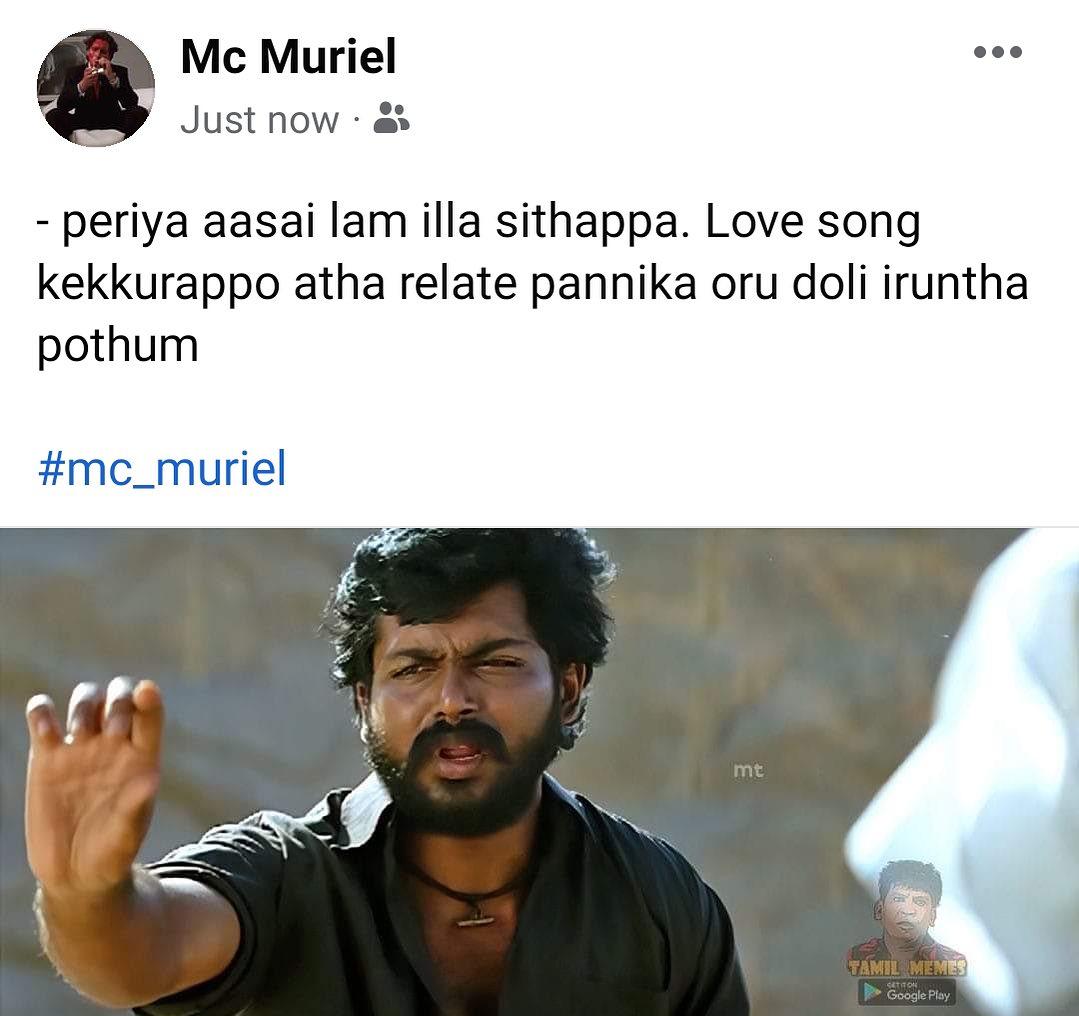 Mc Muriel
Just now ·
- periya aasai lam illa sithappa. Love song
kekkurappo atha relate pannika oru doli iruntha
pothum
#mc_muriel
mt
TAMIL MEMES
GET IT ON
Google Play